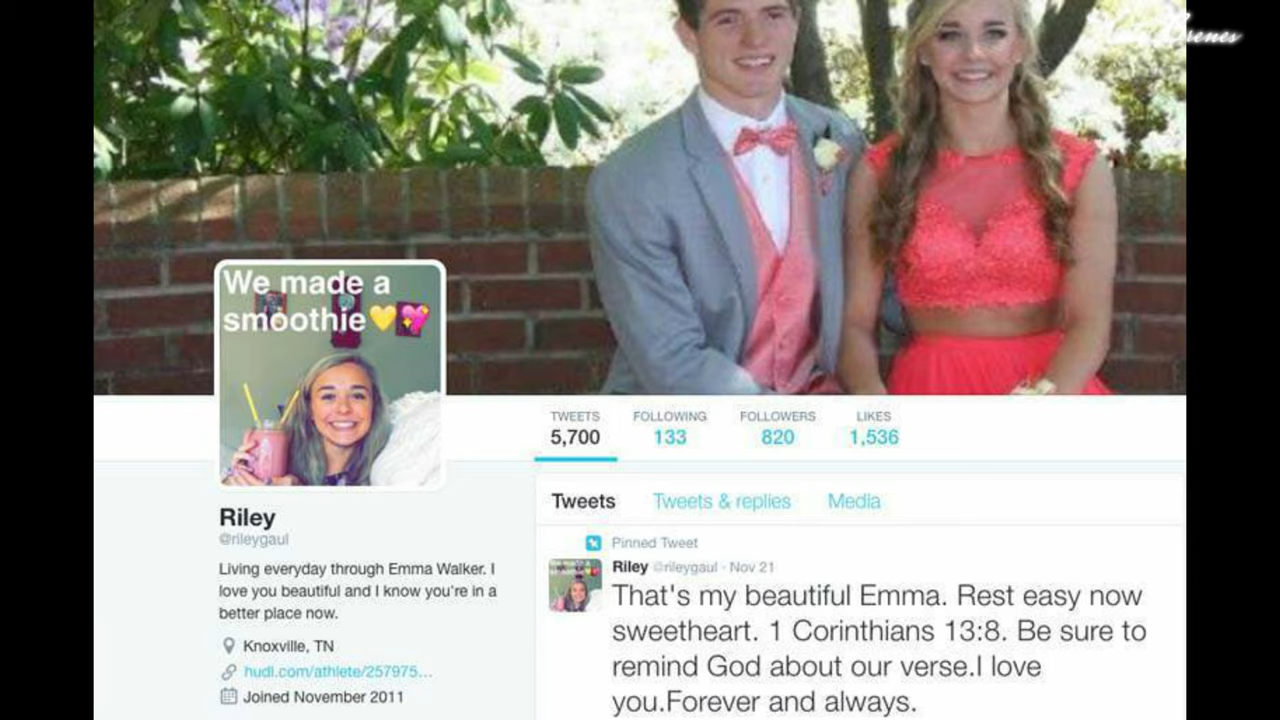 We made a
smoothie💛💖
TWEETS FOLLOWING FOLLOWERS LIKES
5,700 133 820 1,536
Tweets Tweets & replies Media
Riley
@rileygaul
Living everyday through Emma Walker. I
love you beautiful and I know you're in a
better place now.
Knoxville, TN
hudl.com/athlete/257975...
Joined November 2011
Pinned Tweet
Riley @rileygaul · Nov 21
That's my beautiful Emma. Rest easy now
sweetheart. 1 Corinthians 13:8. Be sure to
remind God about our verse.I love
you.Forever and always.